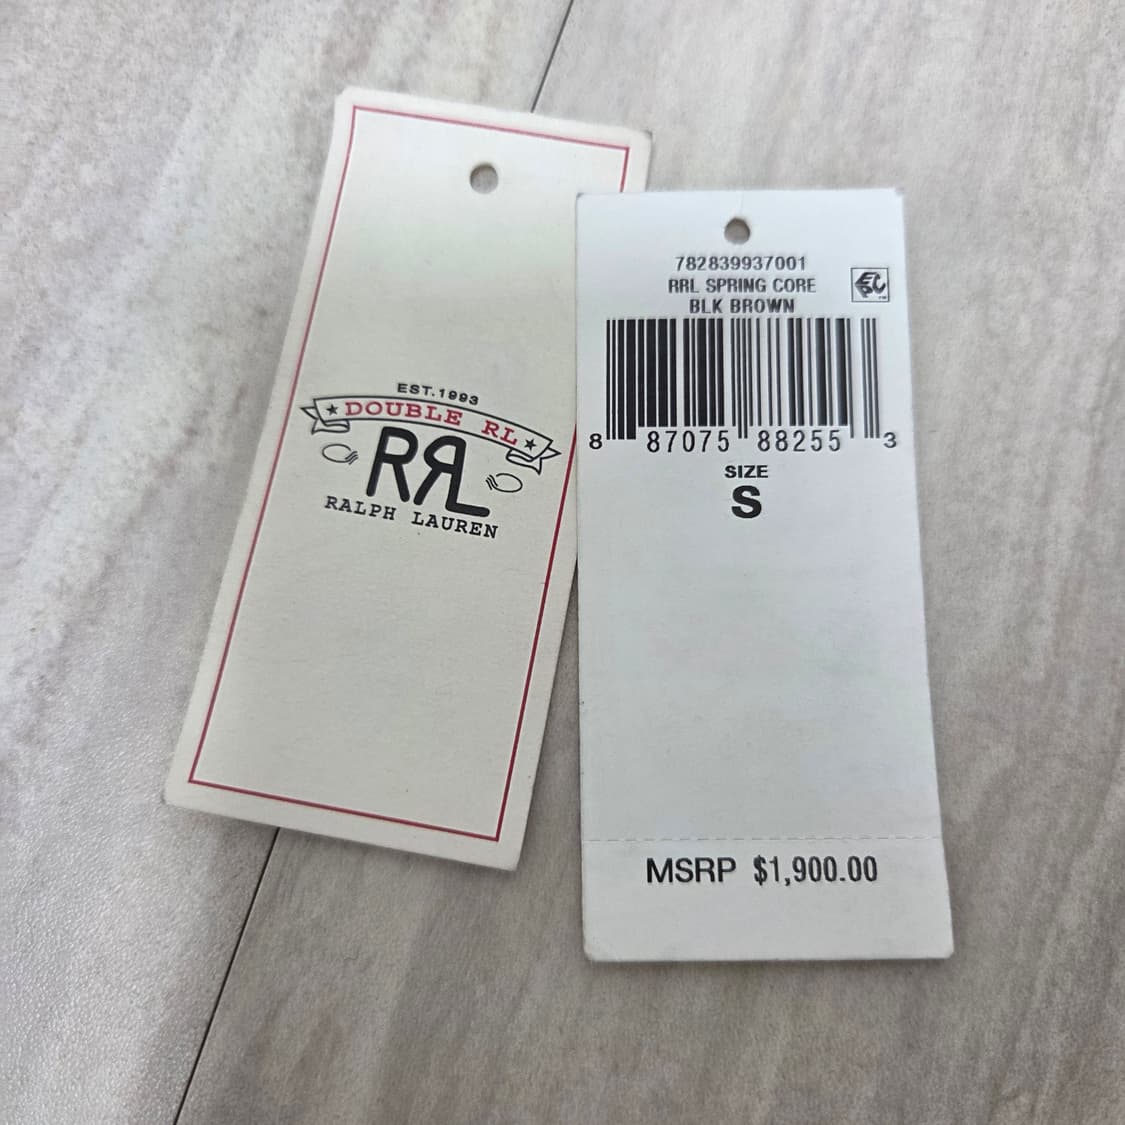 EST.1993
DOUBLE RL
RRL
RALPH LAUREN
782839937001
RRL SPRING CORE
BLK BROWN
8 87075 88255 3
SIZE
S
MSRP $1,900.00